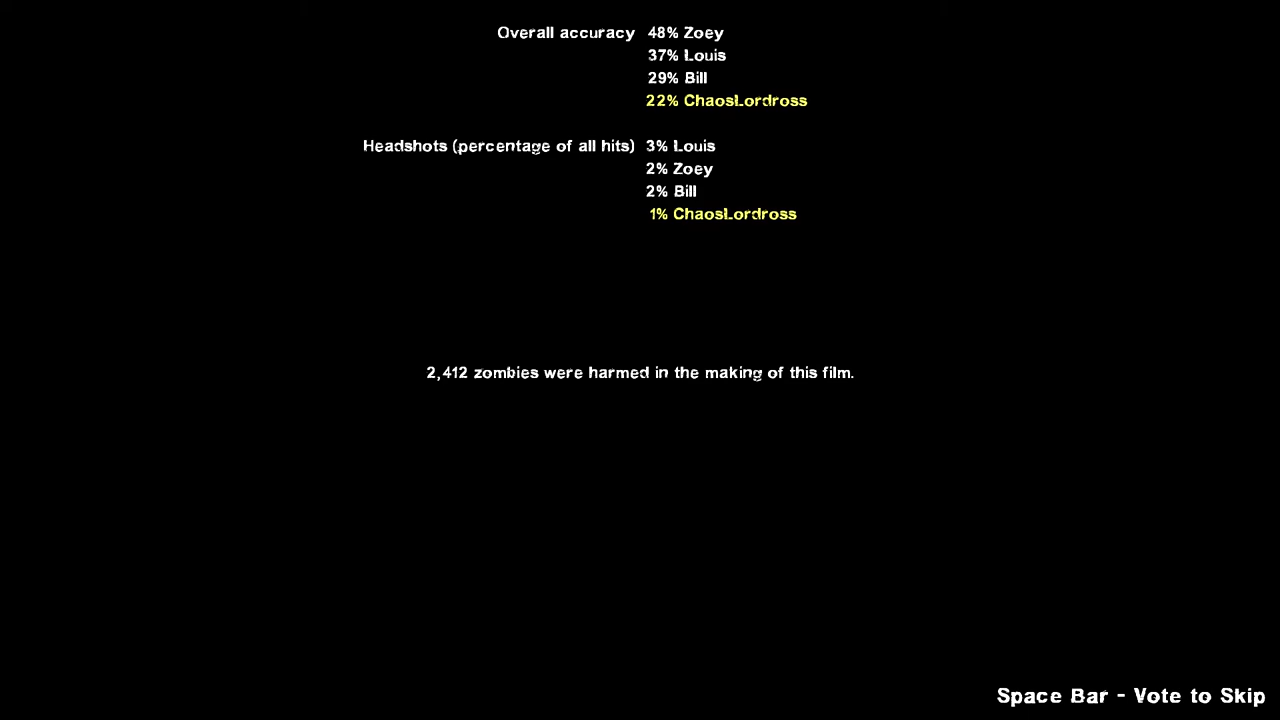 Overall accuracy 48% Zoey
37% Louis
29% Bill
22% ChaosLordross
Headshots (percentage of all hits) 3% Louis
2% Zoey
2% Bill
1% ChaosLordross
2,412 zombies were harmed in the making of this film.
Space Bar - Vote to Skip